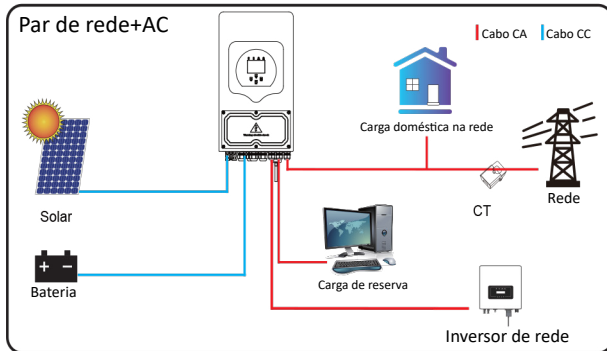 Par de rede+AC
Cabo CA
Cabo CC
Carga doméstica na rede
Solar
CT
Rede
Bateria
Carga de reserva
Inversor de rede